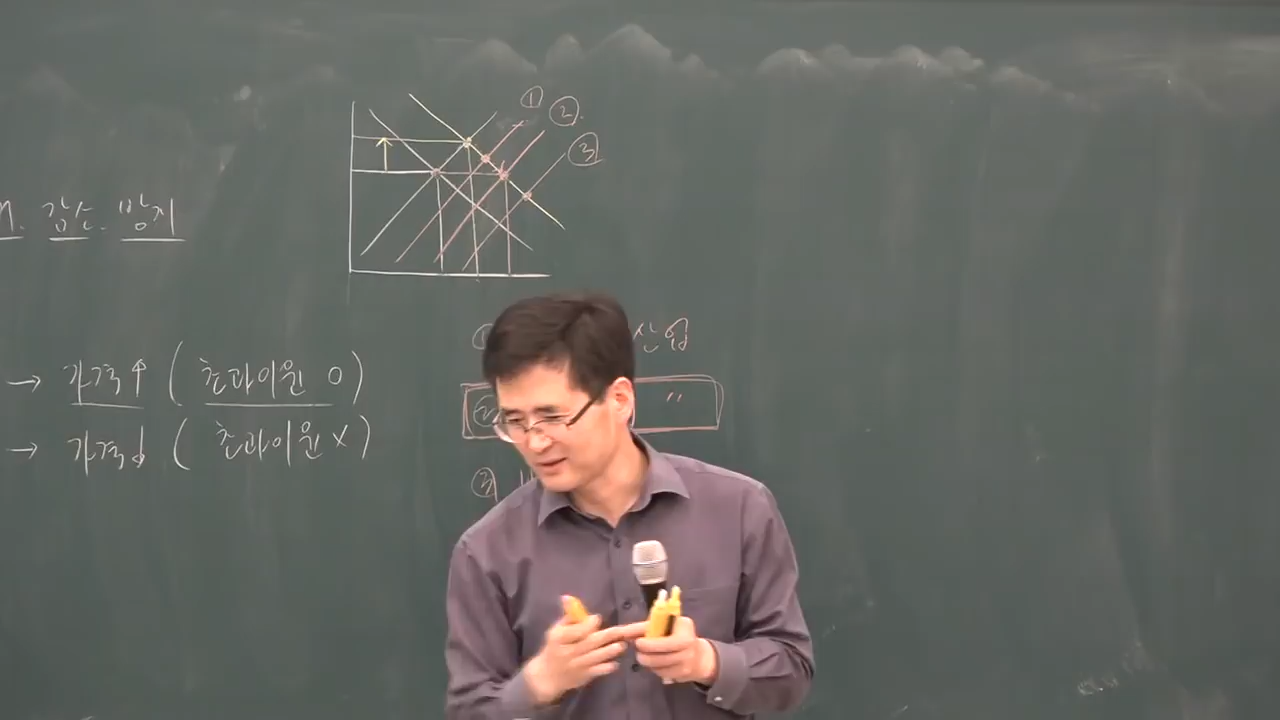 ① ② ③
감소 방지
→ 가격↑ ( 초과이윤 O )
→ 가격↓ ( 초과이윤 X )
산업
② 〃
③